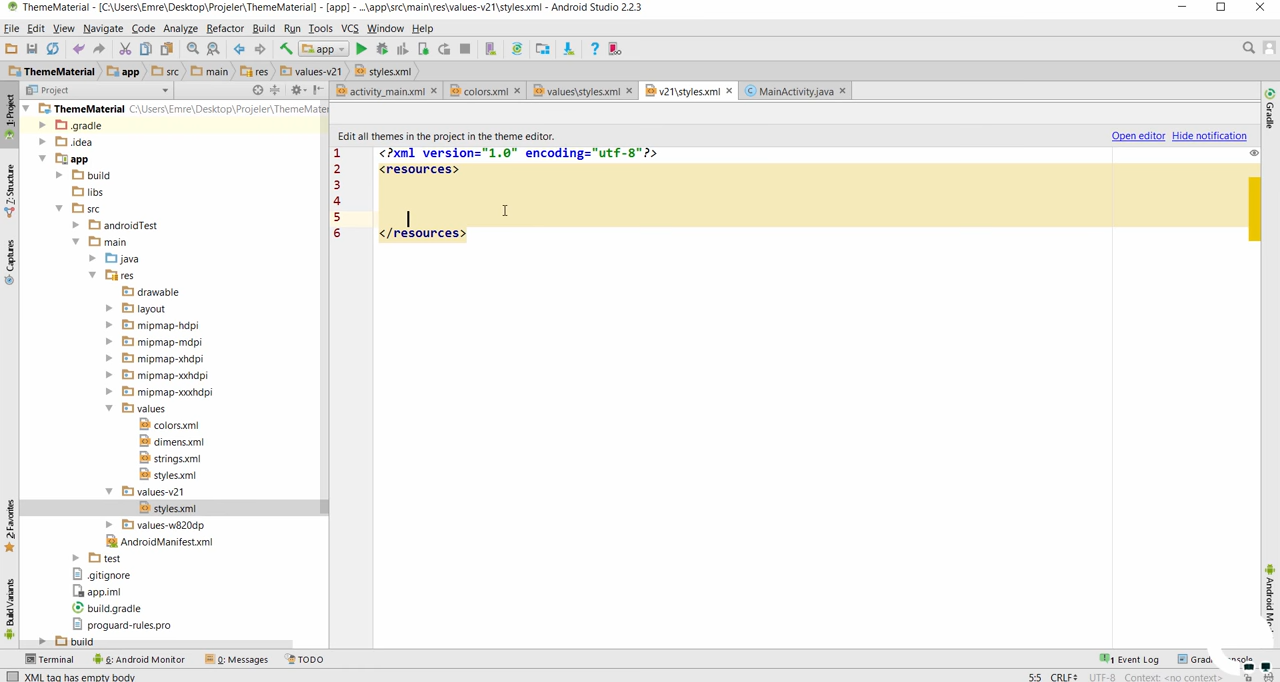 ThemeMaterial - [C:\Users\Emre\Desktop\Projeler\ThemeMaterial] - [app] - ...\app\src\main\res\values-v21\styles.xml - Android Studio 2.2.3
File Edit View Navigate Code Analyze Refactor Build Run Tools VCS Window Help
app
ThemeMaterial app src main res values-v21 styles.xml
Project
activity_main.xml colors.xml values\styles.xml v21\styles.xml MainActivity.java
1: Project
Z: Structure
Captures
2: Favorites
Build Variants
ThemeMaterial C:\Users\Emre\Desktop\Projeler\ThemeMater
.gradle
.idea
app
build
libs
src
androidTest
main
java
res
drawable
layout
mipmap-hdpi
mipmap-mdpi
mipmap-xhdpi
mipmap-xxhdpi
mipmap-xxxhdpi
values
colors.xml
dimens.xml
strings.xml
styles.xml
values-v21
styles.xml
values-w820dp
AndroidManifest.xml
test
.gitignore
app.iml
build.gradle
proguard-rules.pro
build
Edit all themes in the project in the theme editor. Open editor Hide notification
1 <?xml version="1.0" encoding="utf-8"?>
2 <resources>
3
4
5
6 </resources>
Gradle
Terminal 6: Android Monitor 0: Messages TODO 1 Event Log
XML tag has empty body 5:5 CRLF UTF-8 Context: <no context>